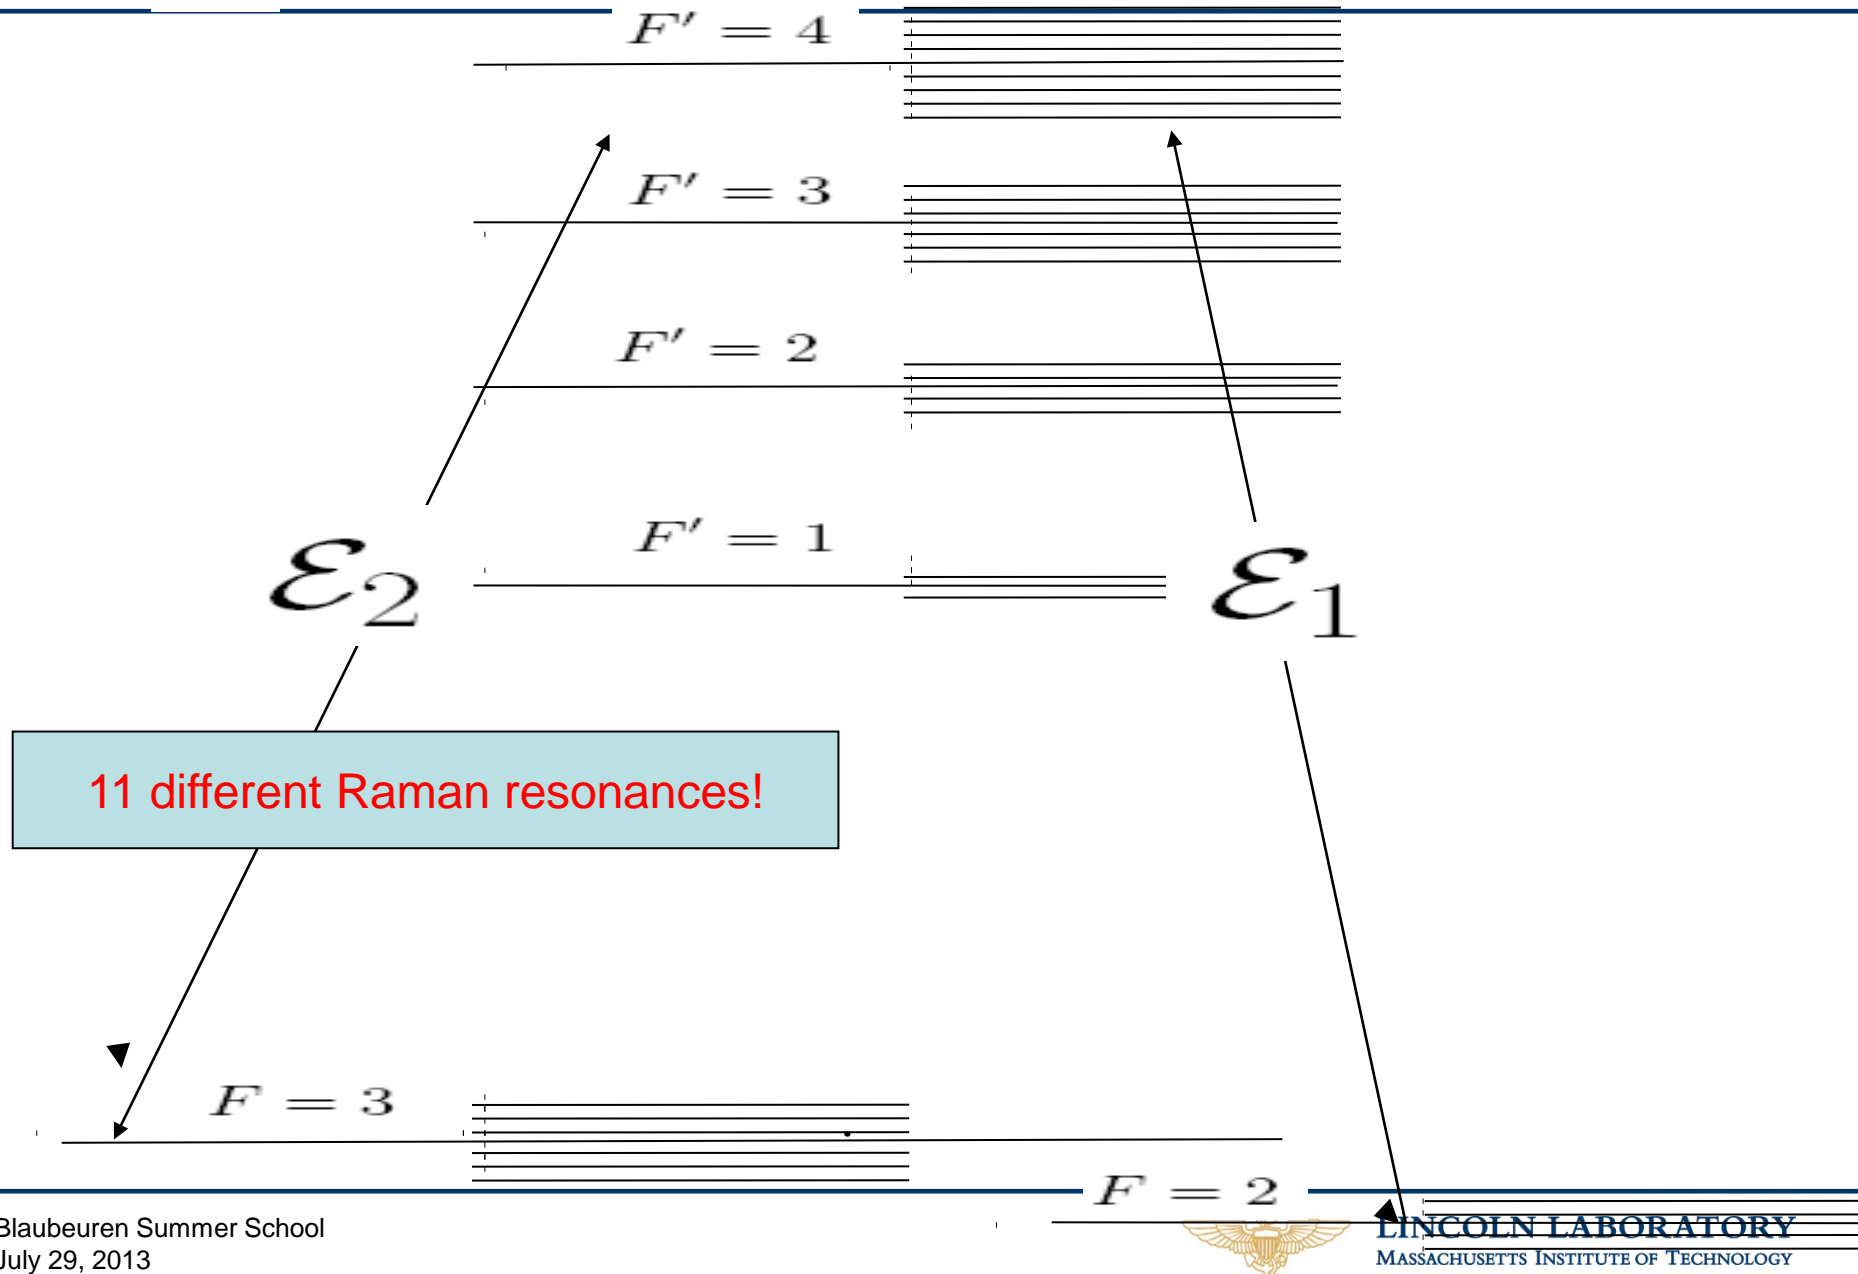 F′ = 4
F′ = 3
F′ = 2
F′ = 1
ℰ₂
ℰ₁
11 different Raman resonances!
F = 3
F = 2
Blaubeuren Summer School
July 29, 2013
LINCOLN LABORATORY
MASSACHUSETTS INSTITUTE OF TECHNOLOGY